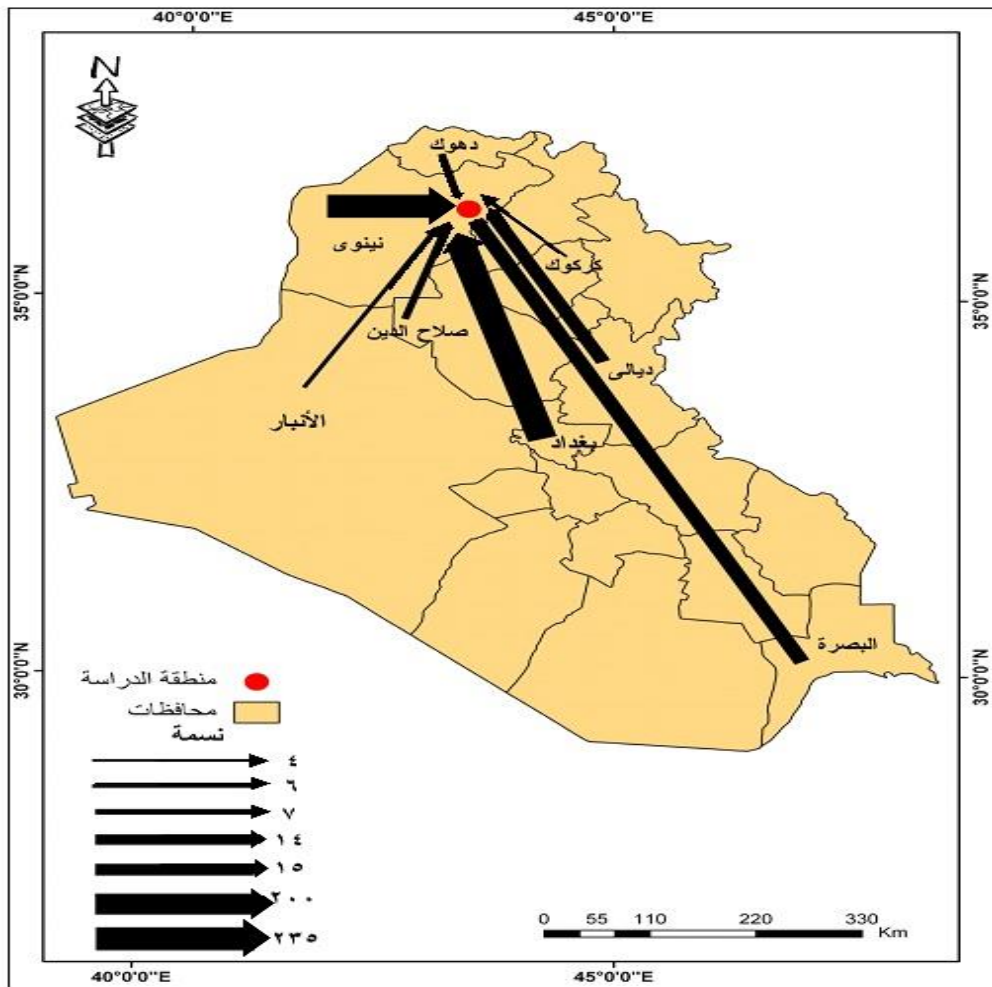 40°0'0"E
45°0'0"E
N
دهوك
نينوى
كركوك
35°0'0"N
35°0'0"N
صلاح الدين
ديالى
الأنبار
بغداد
البصرة
30°0'0"N
30°0'0"N
منطقة الدراسة
محافظات
نسمة
٤
٦
٧
١٤
١٥
٢٠٠
٢٣٥
0 55 110 220 330
Km
40°0'0"E
45°0'0"E